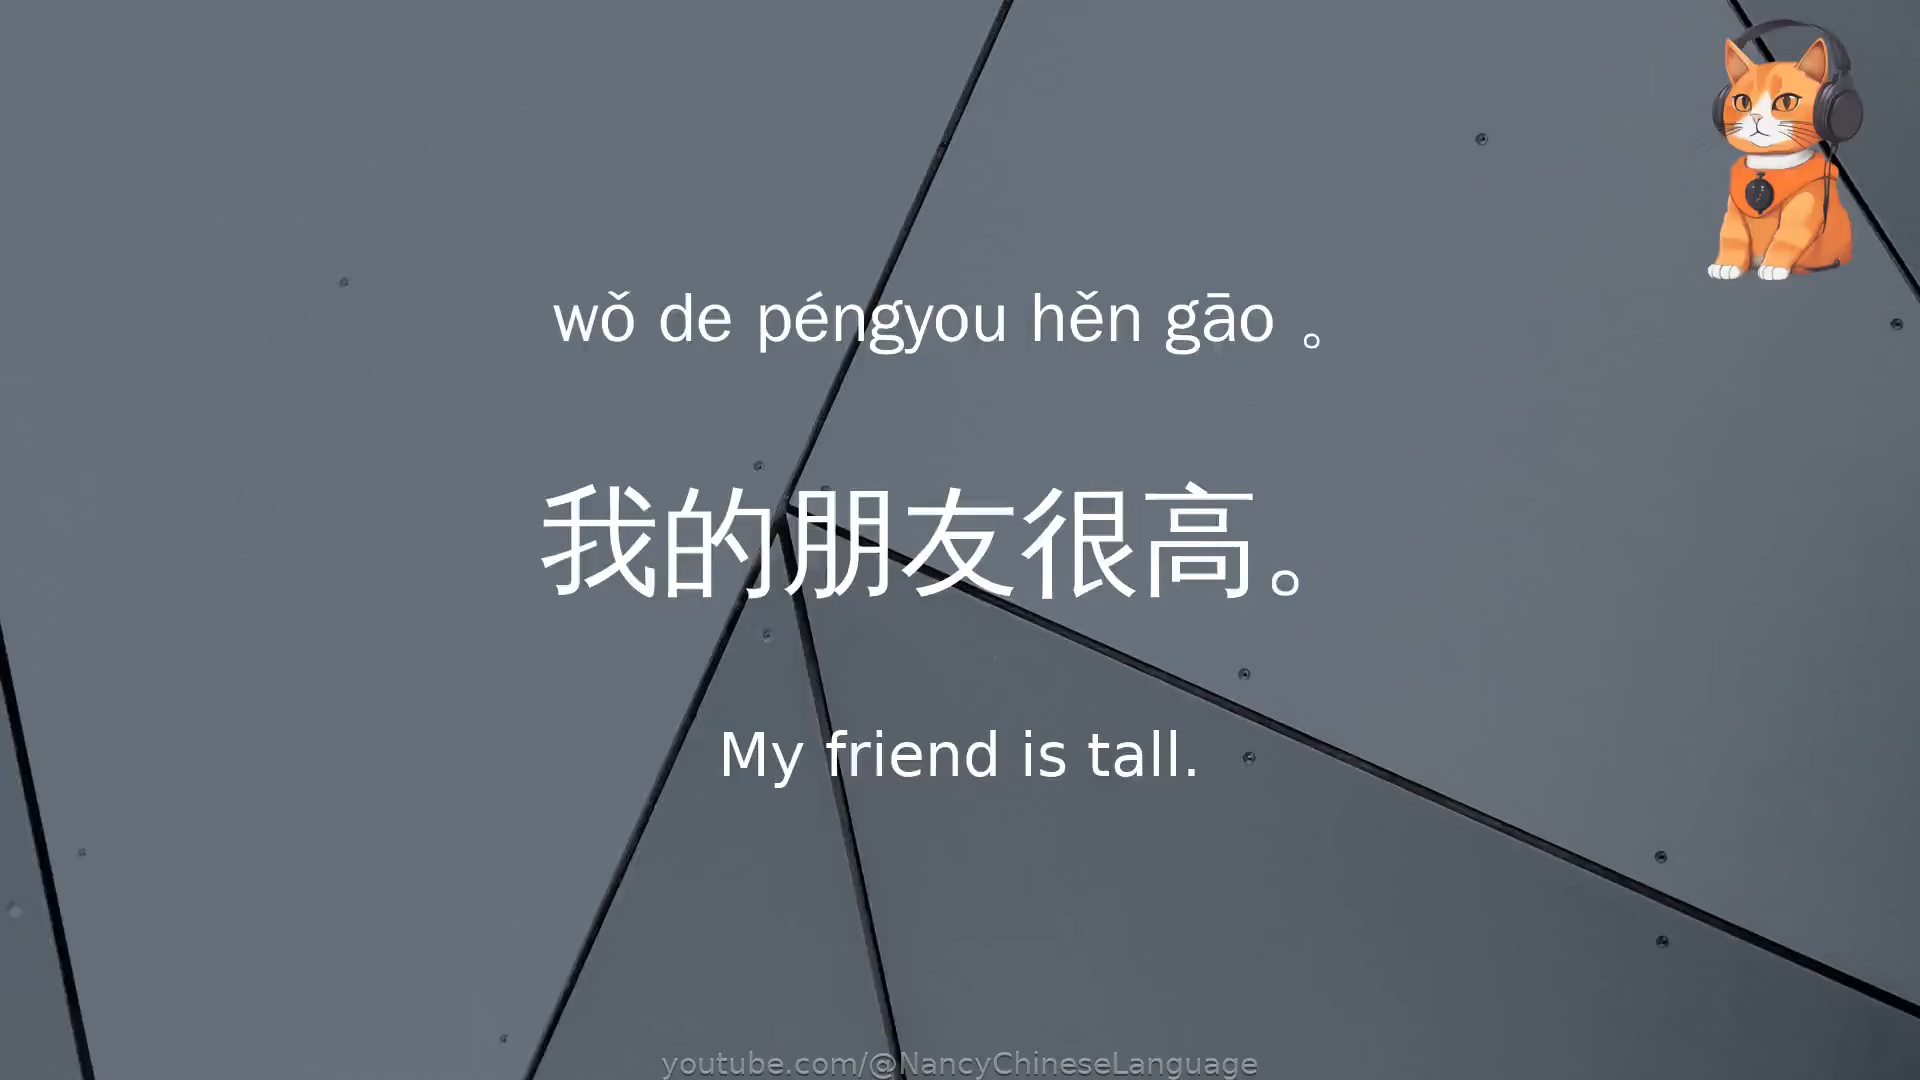 wǒ de péngyou hěn gāo 。
我的朋友很高。
My friend is tall.
youtube.com/@NancyChineseLanguage